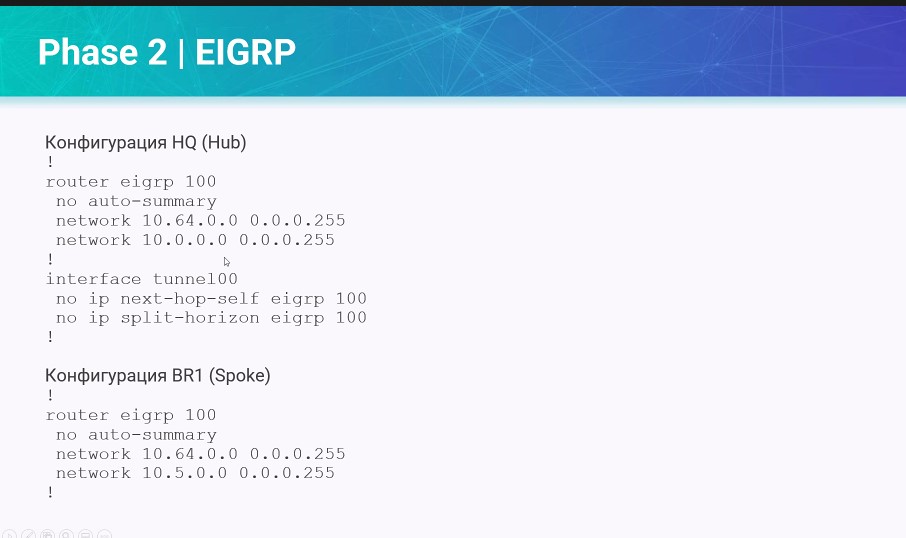 Phase 2 | EIGRP
Конфигурация HQ (Hub)
!
router eigrp 100
no auto-summary
network 10.64.0.0 0.0.0.255
network 10.0.0.0 0.0.0.255
!
interface tunnel00
no ip next-hop-self eigrp 100
no ip split-horizon eigrp 100
!
Конфигурация BR1 (Spoke)
!
router eigrp 100
no auto-summary
network 10.64.0.0 0.0.0.255
network 10.5.0.0 0.0.0.255
!